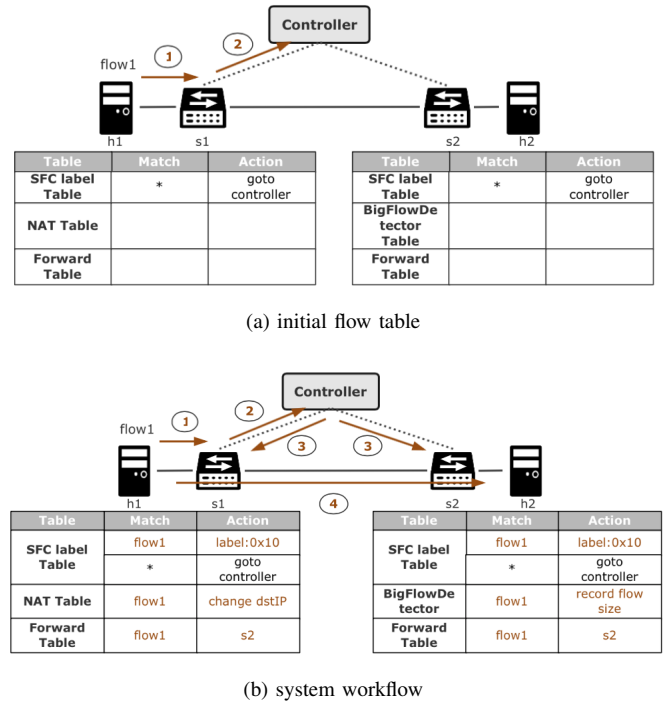 Controller
1
2
flow1
h1
s1
s2
h2
Table Match Action
SFC label
Table
*
goto
controller
NAT Table
Forward
Table
Table Match Action
SFC label
Table
*
goto
controller
BigFlowDe
tector
Table
Forward
Table
(a) initial flow table
Controller
1
2
flow1
3
3
4
h1
s1
s2
h2
Table Match Action
SFC label
Table
flow1 label:0x10
*
goto
controller
NAT Table flow1 change dstIP
Forward
Table
flow1 s2
Table Match Action
SFC label
Table
flow1 label:0x10
*
goto
controller
BigFlowDe
tector
flow1
record flow
size
Forward
Table
flow1 s2
(b) system workflow